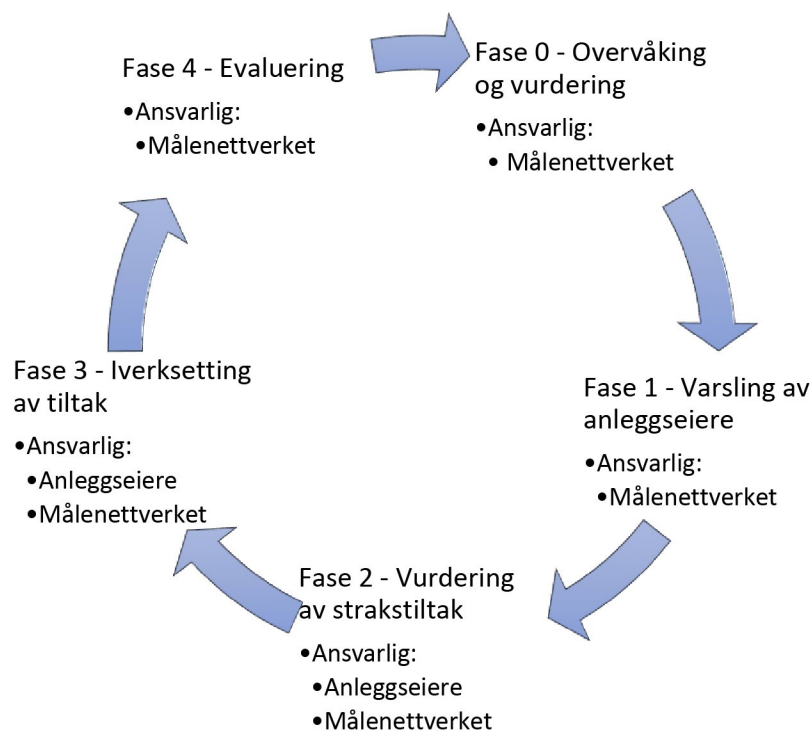 Fase 0 - Overvåking
og vurdering
•Ansvarlig:
• Målenettverket
Fase 1 - Varsling av
anleggseiere
•Ansvarlig:
•Målenettverket
Fase 2 - Vurdering
av strakstiltak
•Ansvarlig:
•Anleggseiere
•Målenettverket
Fase 3 - Iverksetting
av tiltak
•Ansvarlig:
•Anleggseiere
•Målenettverket
Fase 4 - Evaluering
•Ansvarlig:
•Målenettverket